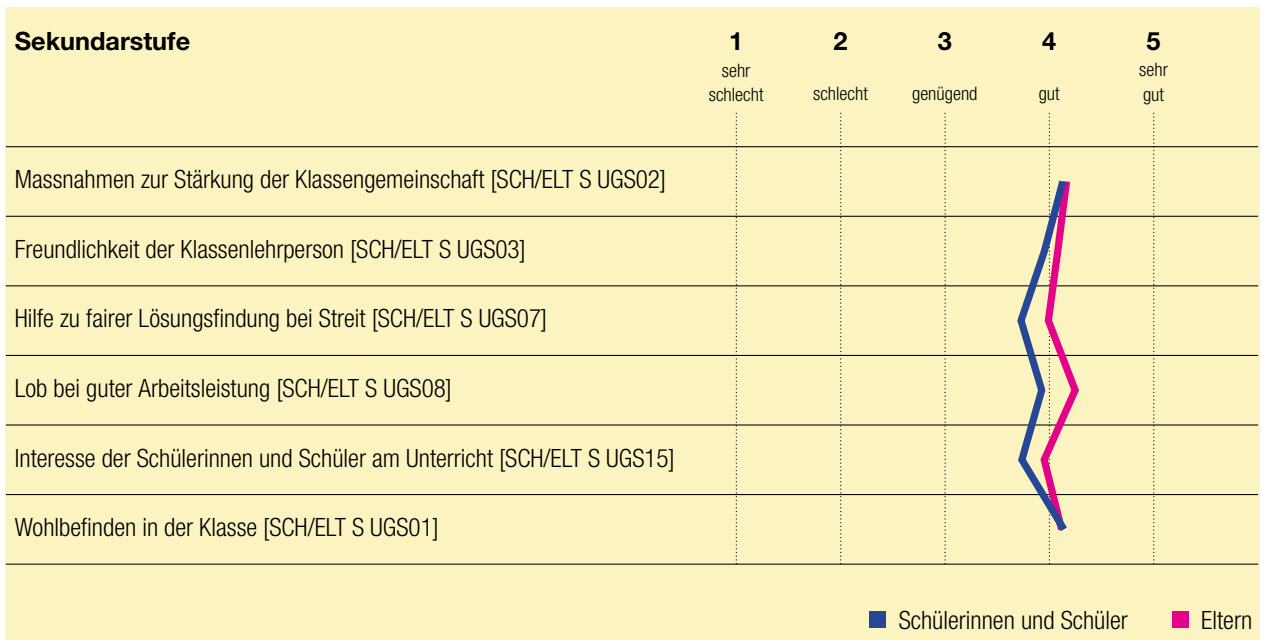 Sekundarstufe
1 2 3 4 5
sehr schlecht schlecht genügend gut sehr gut
Massnahmen zur Stärkung der Klassengemeinschaft [SCH/ELT S UGS02]
Freundlichkeit der Klassenlehrperson [SCH/ELT S UGS03]
Hilfe zu fairer Lösungsfindung bei Streit [SCH/ELT S UGS07]
Lob bei guter Arbeitsleistung [SCH/ELT S UGS08]
Interesse der Schülerinnen und Schüler am Unterricht [SCH/ELT S UGS15]
Wohlbefinden in der Klasse [SCH/ELT S UGS01]
Schülerinnen und Schüler Eltern